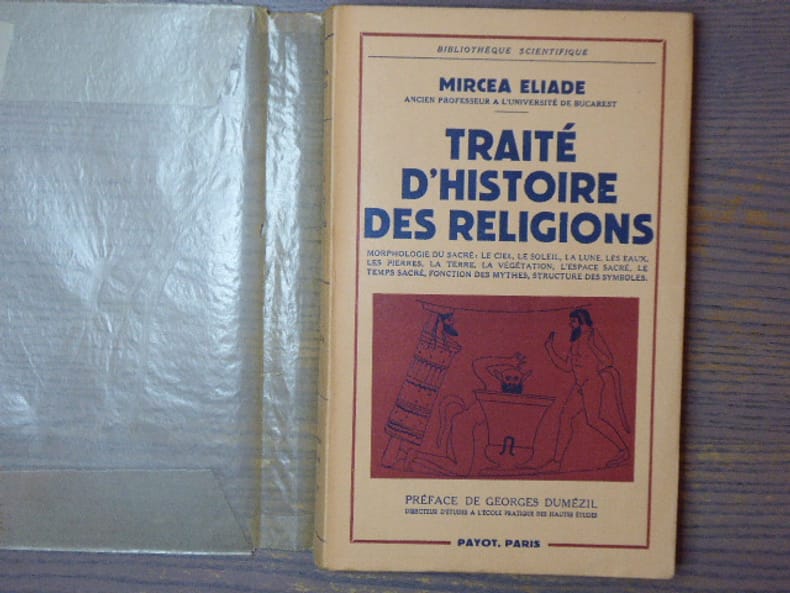 BIBLIOTHÈQUE SCIENTIFIQUE
MIRCEA ELIADE
ANCIEN PROFESSEUR A L'UNIVERSITÉ DE BUCAREST
TRAITÉ
D'HISTOIRE
DES RELIGIONS
MORPHOLOGIE DU SACRÉ: LE CIEL, LE SOLEIL, LA LUNE, LES EAUX,
LES PIERRES, LA TERRE, LA VÉGÉTATION, L'ESPACE SACRÉ, LE
TEMPS SACRÉ, FONCTION DES MYTHES, STRUCTURE DES SYMBOLES.
PRÉFACE DE GEORGES DUMÉZIL
DIRECTEUR D'ÉTUDES A L'ÉCOLE PRATIQUE DES HAUTES ÉTUDES
PAYOT, PARIS